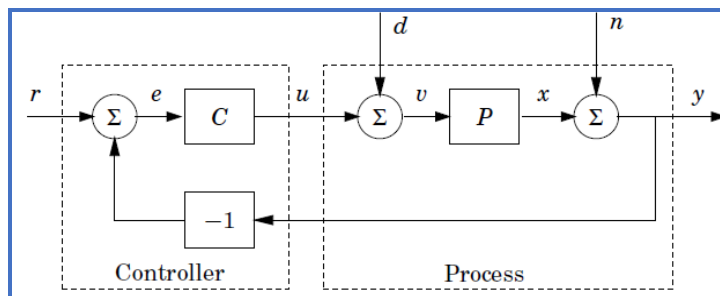 d n
r e u v x y
Σ C Σ P Σ
−1
Controller Process